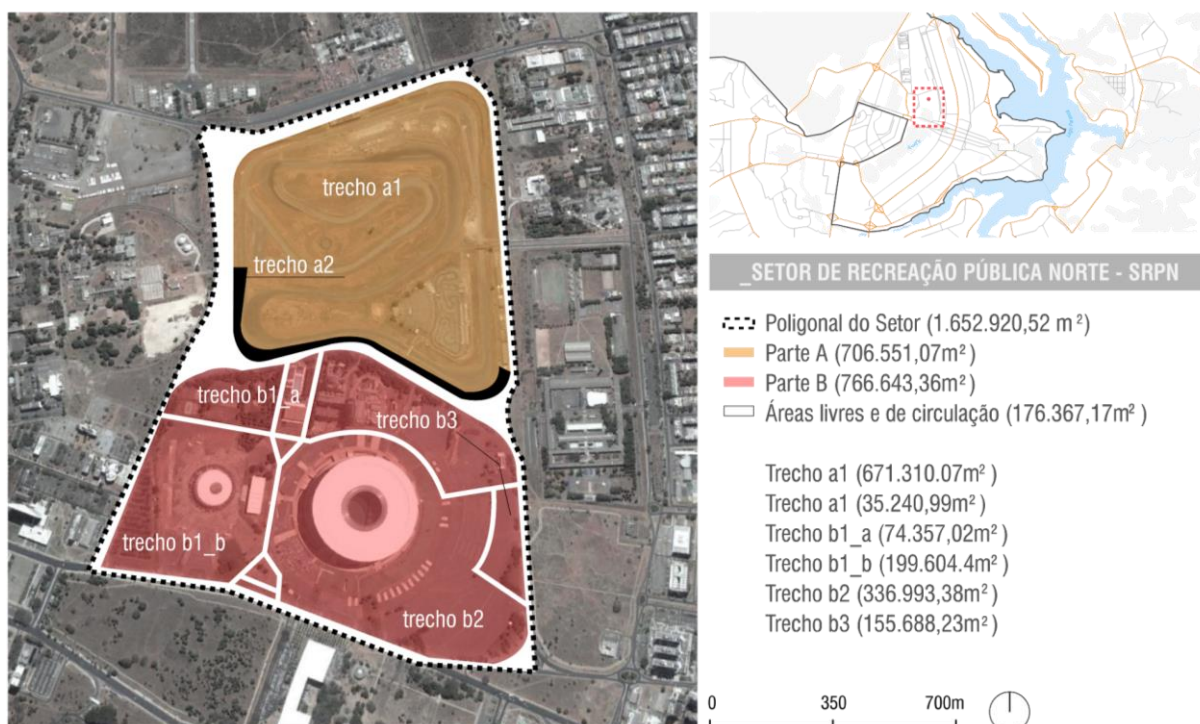 trecho a1
trecho a2
trecho b1_a
trecho b3
trecho b1_b
trecho b2
_SETOR DE RECREAÇÃO PÚBLICA NORTE - SRPN
Poligonal do Setor (1.652.920,52 m²)
Parte A (706.551,07m²)
Parte B (766.643,36m²)
Áreas livres e de circulação (176.367,17m²)
Trecho a1 (671.310.07m²)
Trecho a1 (35.240,99m²)
Trecho b1_a (74.357,02m²)
Trecho b1_b (199.604.4m²)
Trecho b2 (336.993,38m²)
Trecho b3 (155.688,23m²)
0 350 700m